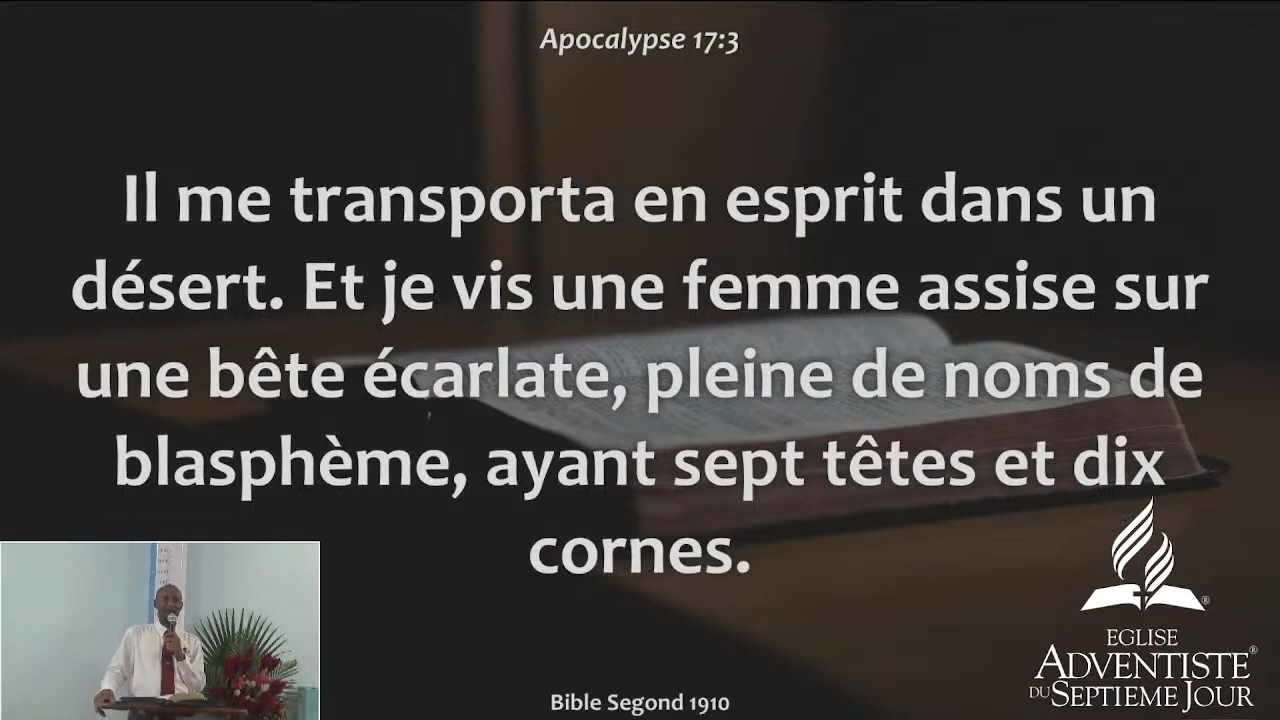 Apocalypse 17:3
Il me transporta en esprit dans un
désert. Et je vis une femme assise sur
une bête écarlate, pleine de noms de
blasphème, ayant sept têtes et dix
cornes.
EGLISE
ADVENTISTE®
DU SEPTIEME JOUR
Bible Segond 1910